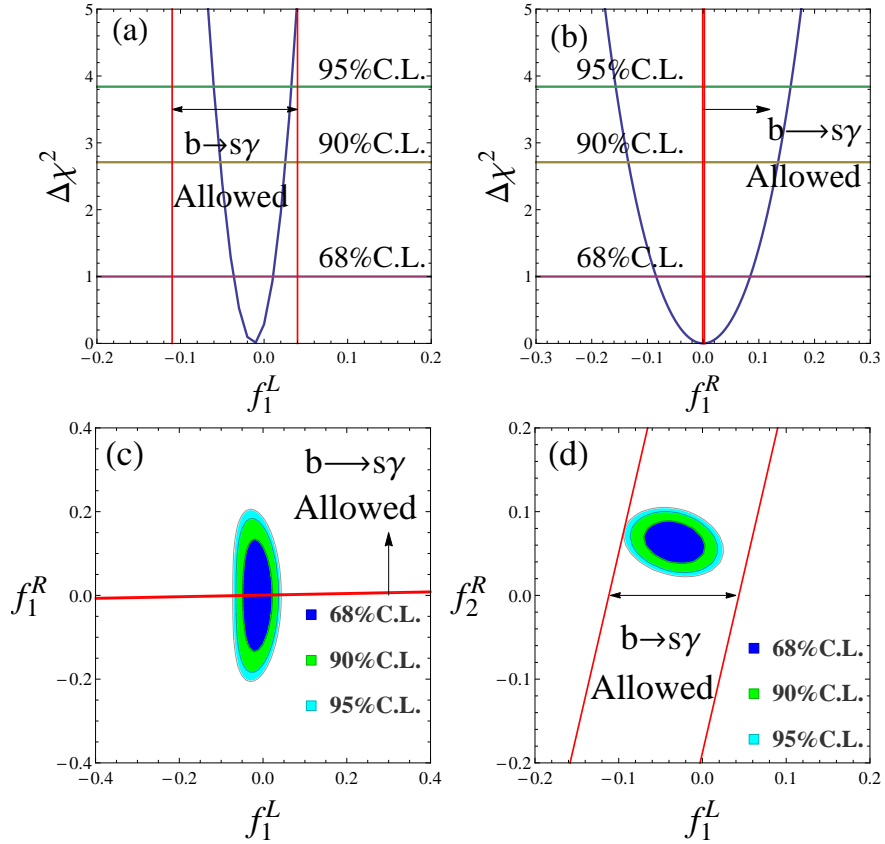 (a)
5
4
3
2
1
0
Δχ²
95%C.L.
90%C.L.
68%C.L.
b→sγ
Allowed
−0.2 −0.1 0.0 0.1 0.2
f₁ᴸ
(b)
5
4
3
2
1
0
Δχ²
95%C.L.
90%C.L.
68%C.L.
b→sγ
Allowed
−0.3 −0.2 −0.1 0.0 0.1 0.2 0.3
f₁ᴿ
(c)
0.4
0.2
0.0
−0.2
−0.4
f₁ᴿ
b→sγ
Allowed
68%C.L.
90%C.L.
95%C.L.
−0.4 −0.2 0.0 0.2 0.4
f₁ᴸ
(d)
0.2
0.1
0.0
−0.1
−0.2
f₂ᴿ
b→sγ
Allowed
68%C.L.
90%C.L.
95%C.L.
−0.2 −0.1 0.0 0.1 0.2
f₁ᴸ